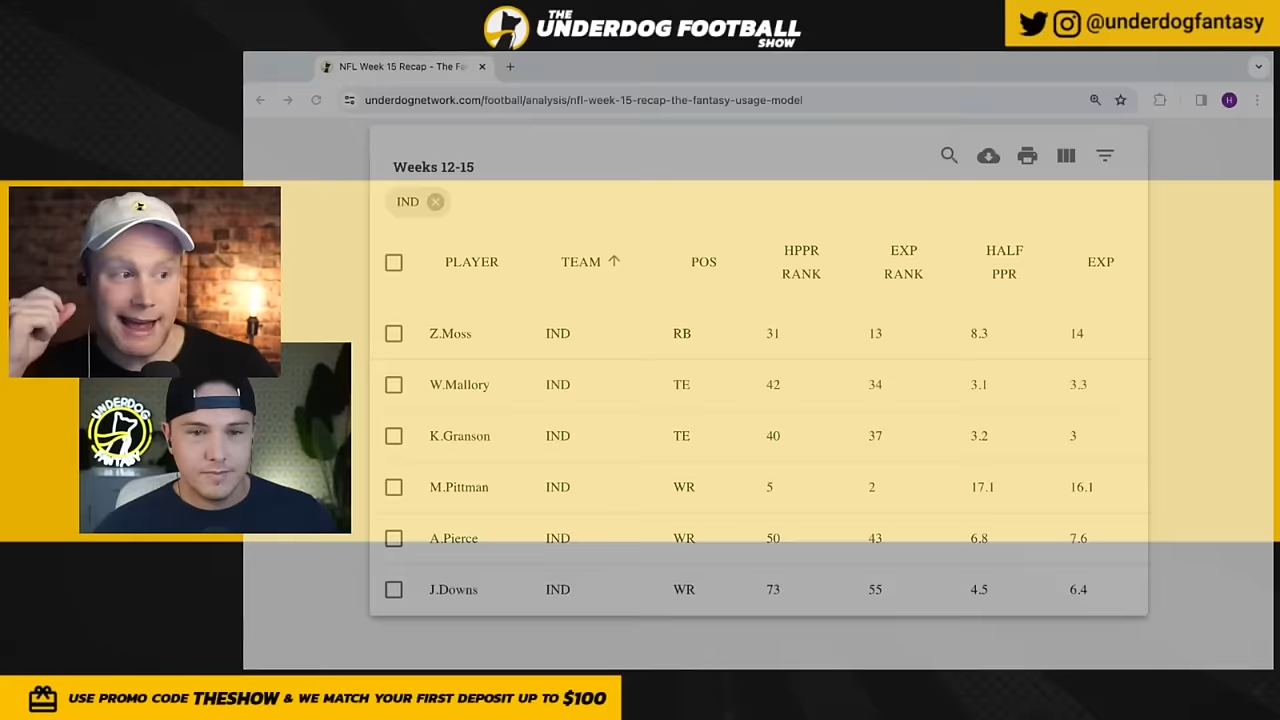 THE
UNDERDOG FOOTBALL
SHOW
@underdogfantasy
NFL Week 15 Recap - The Fa
underdognetwork.com/football/analysis/nfl-week-15-recap-the-fantasy-usage-model
H
Weeks 12-15
IND
PLAYER TEAM POS HPPR RANK EXP RANK HALF PPR EXP
Z.Moss IND RB 31 13 8.3 14
W.Mallory IND TE 42 34 3.1 3.3
K.Granson IND TE 40 37 3.2 3
M.Pittman IND WR 5 2 17.1 16.1
A.Pierce IND WR 50 43 6.8 7.6
J.Downs IND WR 73 55 4.5 6.4
UNDERDOG
FANTASY
USE PROMO CODE THESHOW & WE MATCH YOUR FIRST DEPOSIT UP TO $100